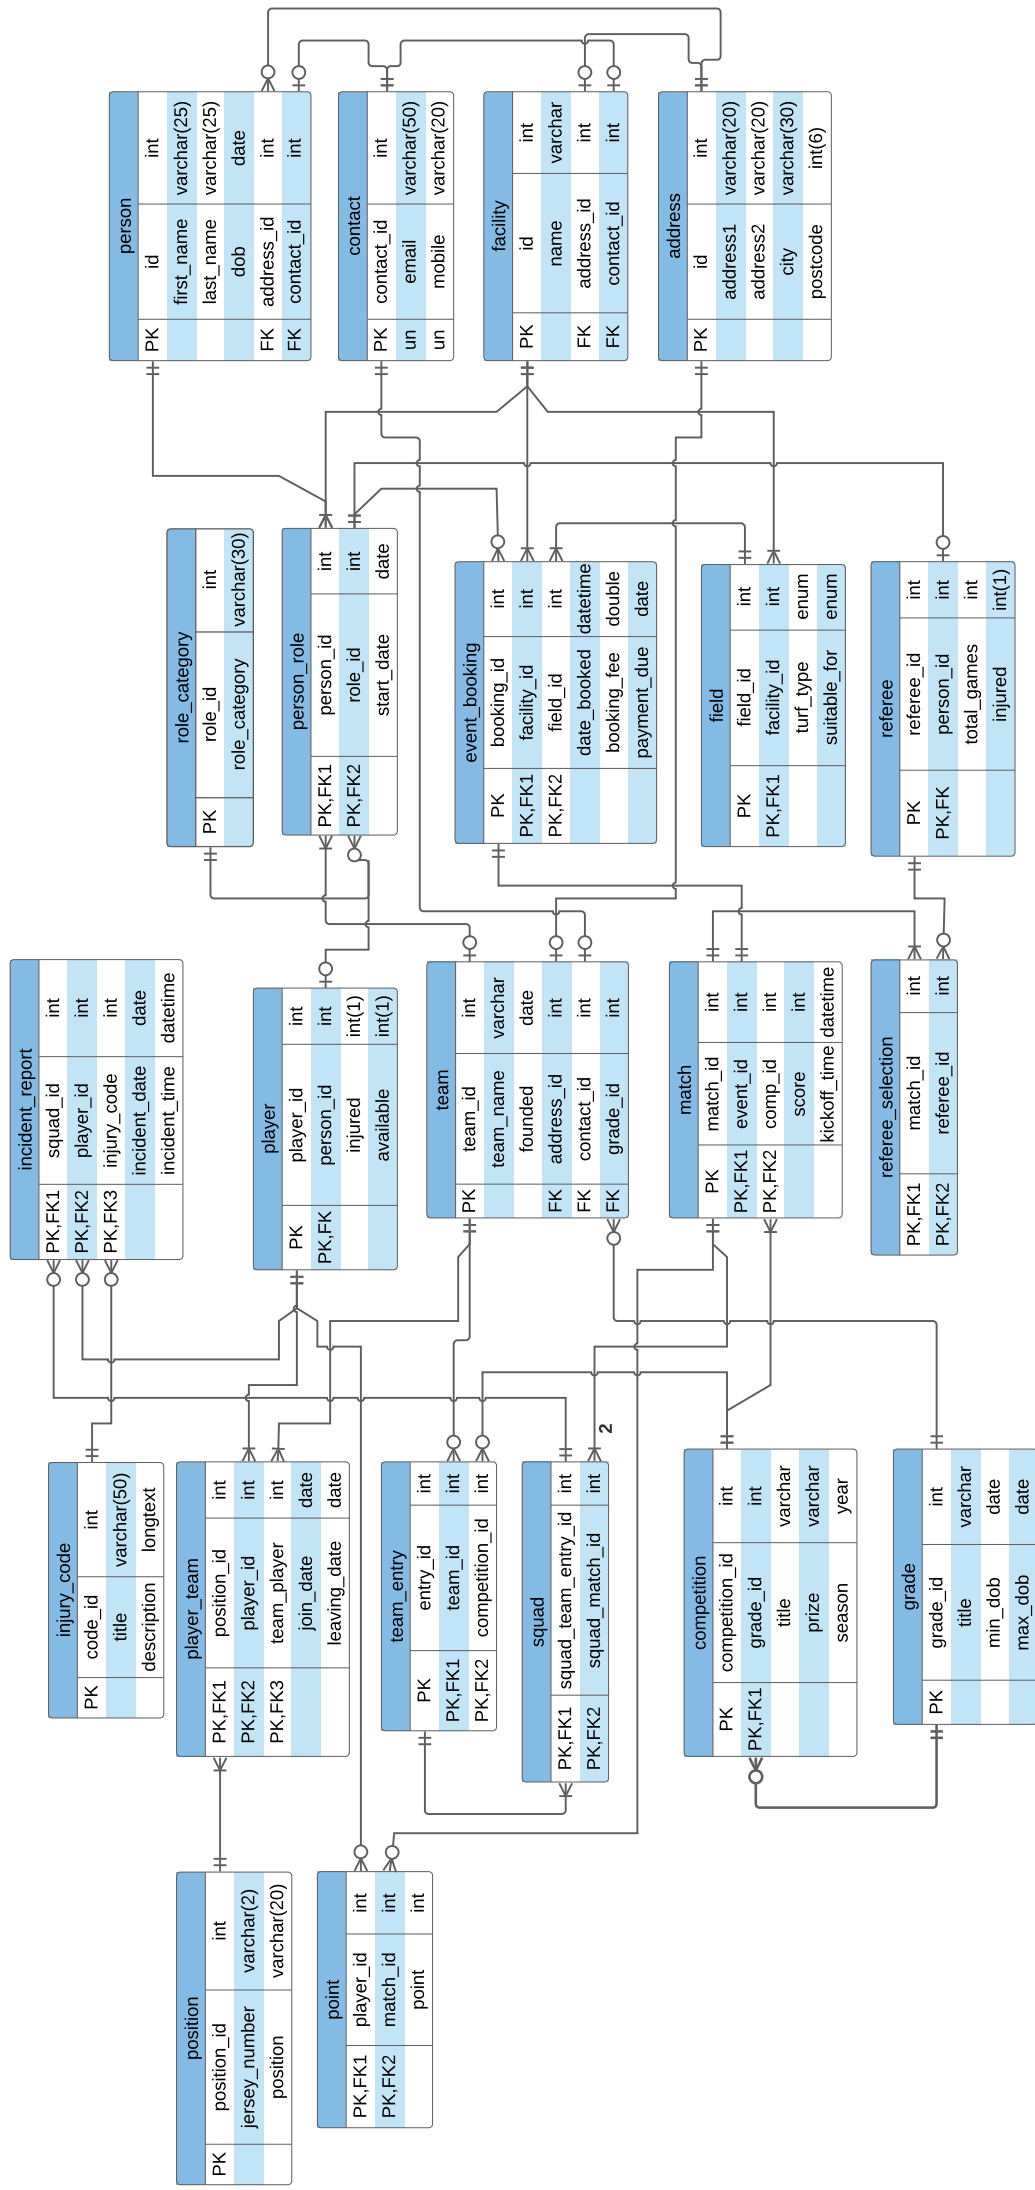 person
PK id int
first_name varchar(25)
last_name varchar(25)
dob date
FK address_id int
FK contact_id int
contact
PK contact_id int
un email varchar(50)
un mobile varchar(20)
facility
PK id int
name varchar
FK address_id int
FK contact_id int
address
PK id int
address1 varchar(20)
address2 varchar(20)
city varchar(30)
postcode int(6)
role_category
PK role_id int
role_category varchar(30)
person_role
PK,FK1 person_id int
PK,FK2 role_id int
start_date date
event_booking
PK booking_id int
PK,FK1 facility_id int
PK,FK2 field_id int
date_booked datetime
booking_fee double
payment_due date
field
PK field_id int
PK,FK1 facility_id int
turf_type enum
suitable_for enum
referee
PK referee_id int
PK,FK person_id int
total_games int
injured int(1)
incident_report
PK,FK1 squad_id int
PK,FK2 player_id int
PK,FK3 injury_code int
incident_date date
incident_time datetime
player
PK player_id int
PK,FK person_id int
injured int(1)
available int(1)
team
PK team_id int
team_name varchar
founded date
FK address_id int
FK contact_id int
FK grade_id int
match
PK match_id int
PK,FK1 event_id int
PK,FK2 comp_id int
score int
kickoff_time datetime
referee_selection
PK,FK1 match_id int
PK,FK2 referee_id int
injury_code
PK code_id int
title varchar(50)
description longtext
player_team
PK,FK1 position_id int
PK,FK2 player_id int
PK,FK3 team_player int
join_date date
leaving_date date
team_entry
PK entry_id int
PK,FK1 team_id int
PK,FK2 competition_id int
squad
PK,FK1 squad_team_entry_id int
PK,FK2 squad_match_id int
2
competition
PK competition_id int
PK,FK1 grade_id int
title varchar
prize varchar
season year
grade
PK grade_id int
title varchar
min_dob date
max_dob date
position
PK position_id int
jersey_number varchar(2)
position varchar(20)
point
PK,FK1 player_id int
PK,FK2 match_id int
point int